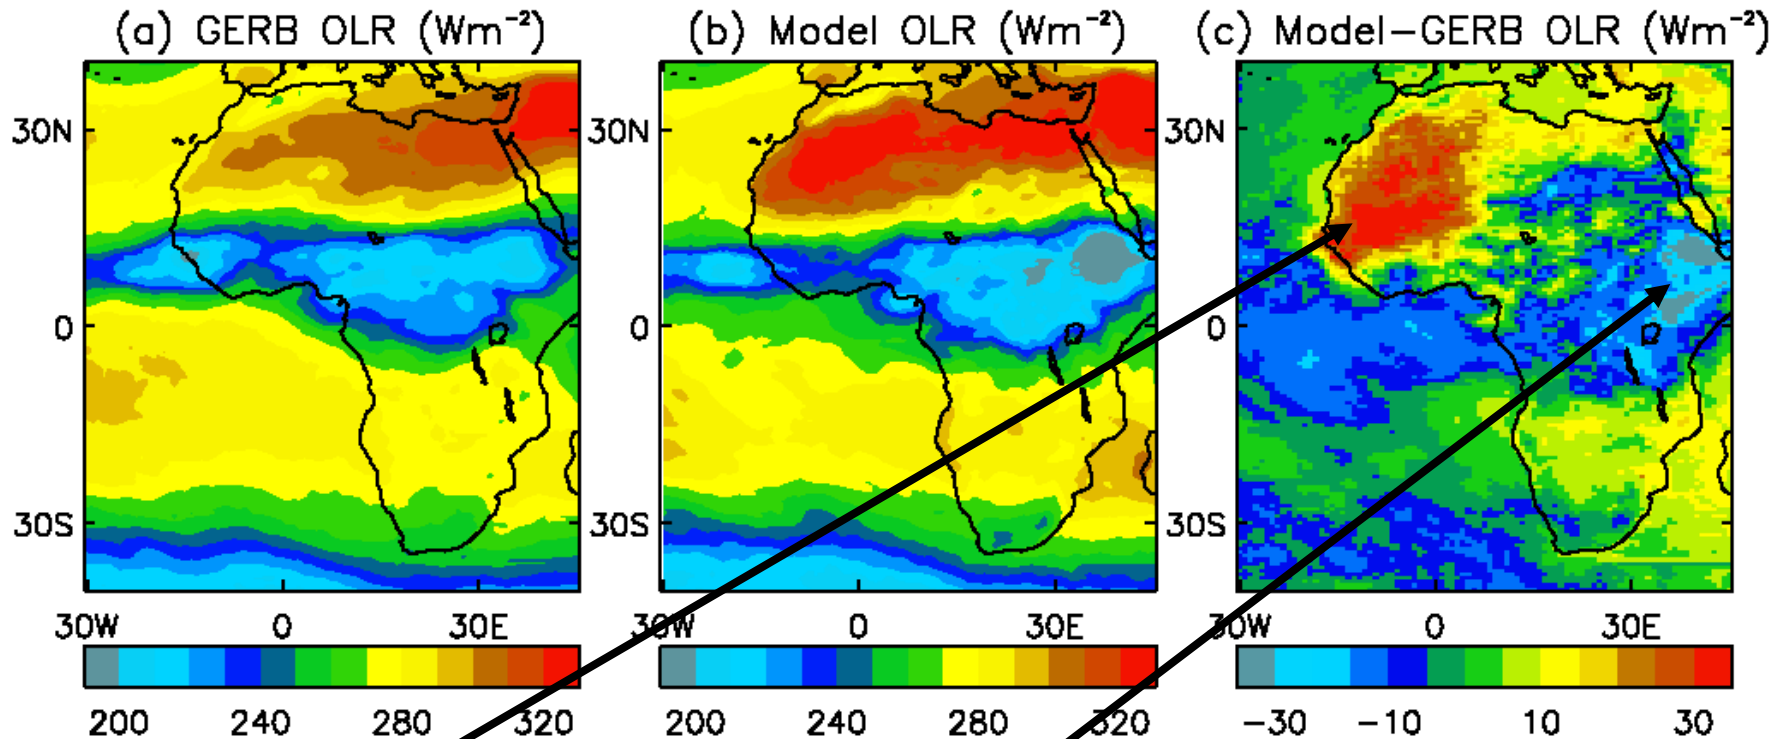 (a) GERB OLR (Wm⁻²) (b) Model OLR (Wm⁻²) (c) Model−GERB OLR (Wm⁻²)
30N 30N 30N
0 0 0
30S 30S 30S
30W 0 30E 30W 0 30E 30W 0 30E
200 240 280 320 200 240 280 320 −30 −10 10 30